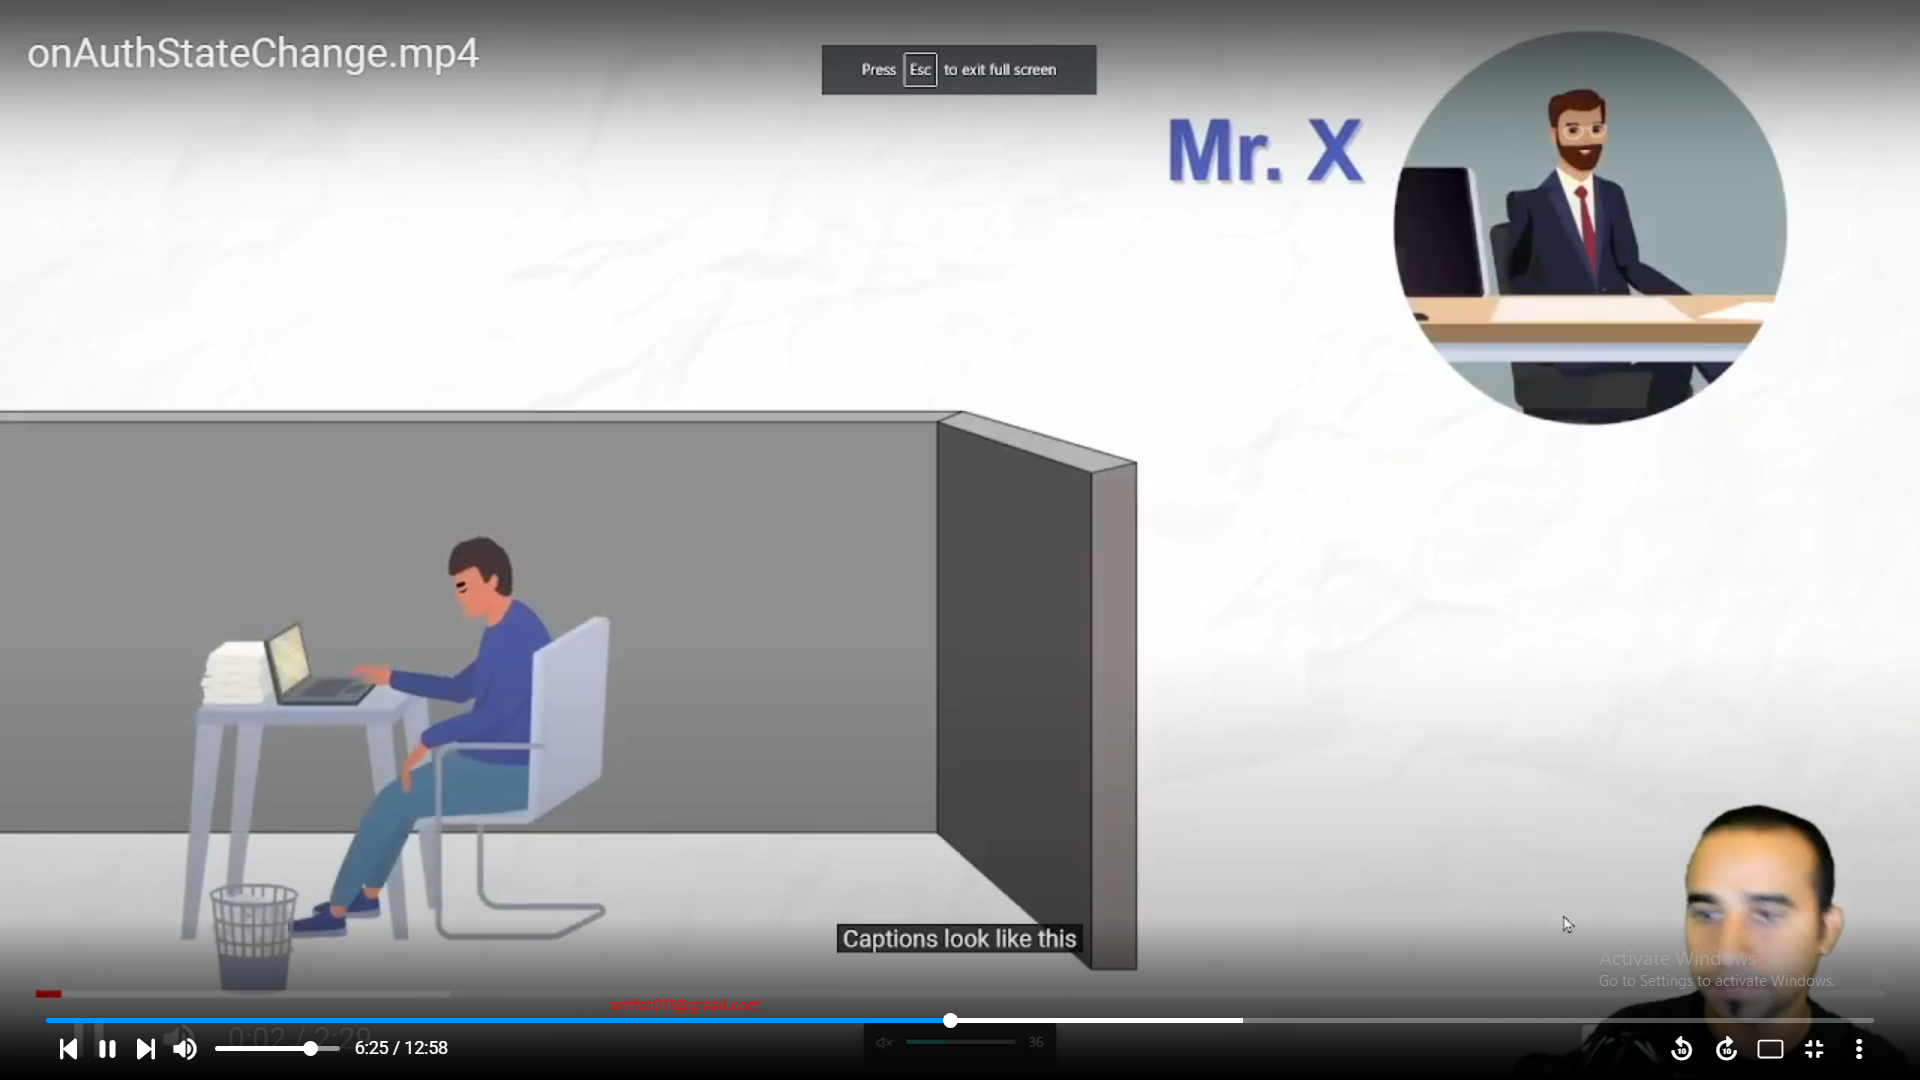 onAuthStateChange.mp4
Press Esc to exit full screen
Mr. X
Captions look like this
Activate Windows
Go to Settings to activate Windows.
arrifat011@gmail.com
0:02 / 2:20
6:25 / 12:58
36
10
10